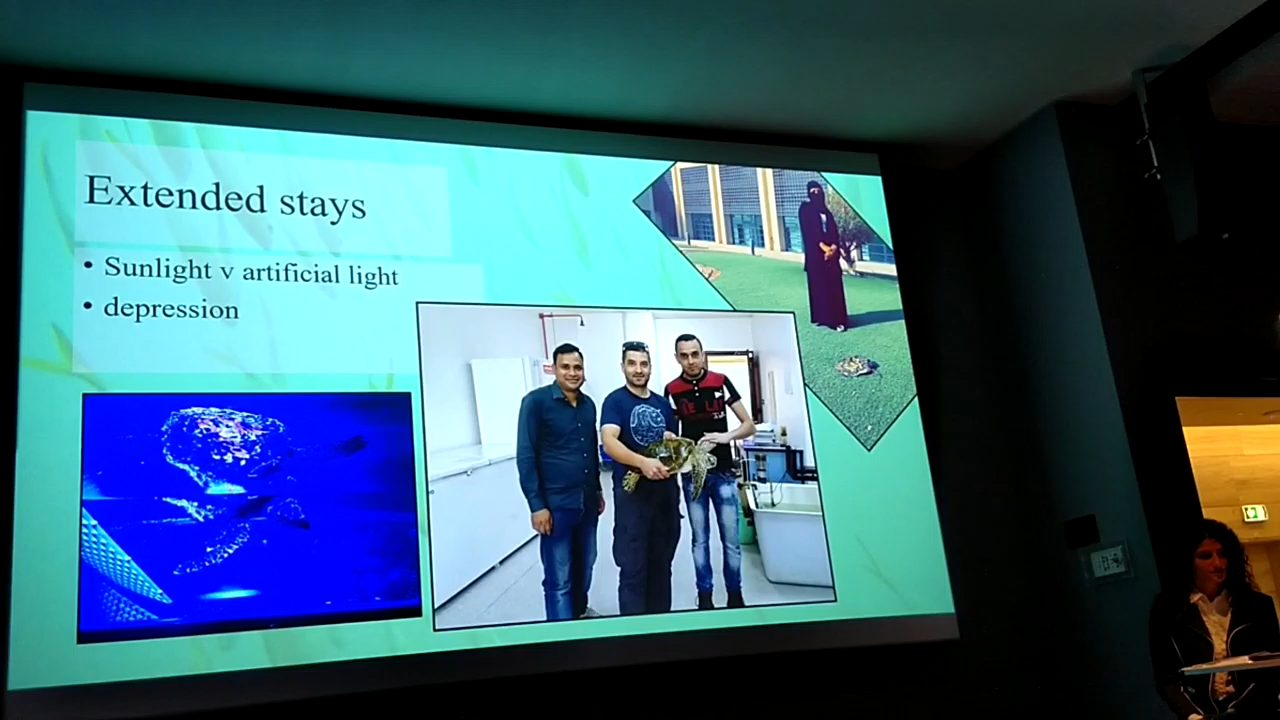 Extended stays
• Sunlight v artificial light
• depression